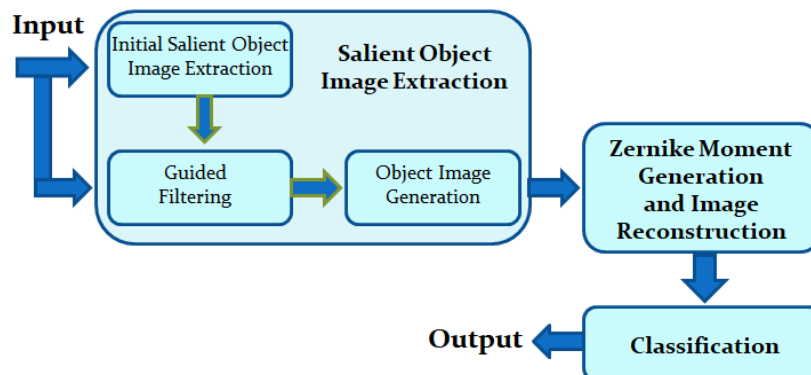 Input
Initial Salient Object
Image Extraction
Salient Object
Image Extraction
Guided
Filtering
Object Image
Generation
Zernike Moment
Generation
and Image
Reconstruction
Classification
Output